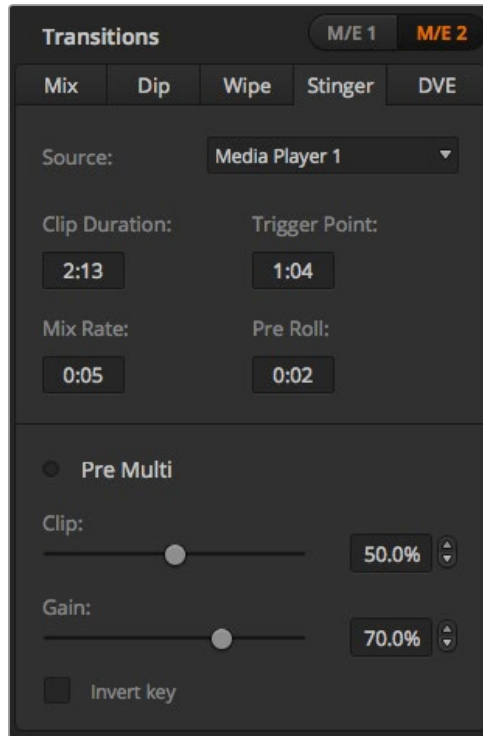 Transitions M/E 1 M/E 2
Mix Dip Wipe Stinger DVE
Source: Media Player 1
Clip Duration: Trigger Point:
2:13 1:04
Mix Rate: Pre Roll:
0:05 0:02
Pre Multi
Clip:
50.0%
Gain:
70.0%
Invert key